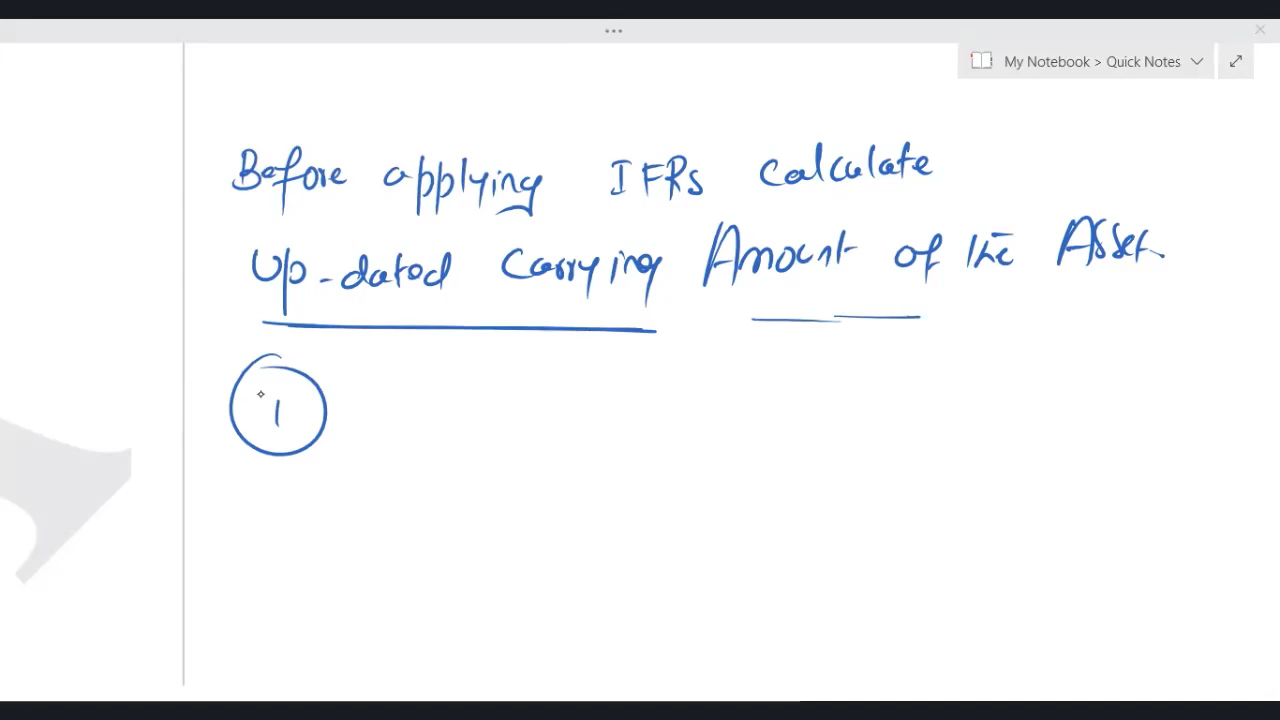 My Notebook > Quick Notes
Before applying IFRs calculate
Up-dated Carrying Amount of the Asset.
1